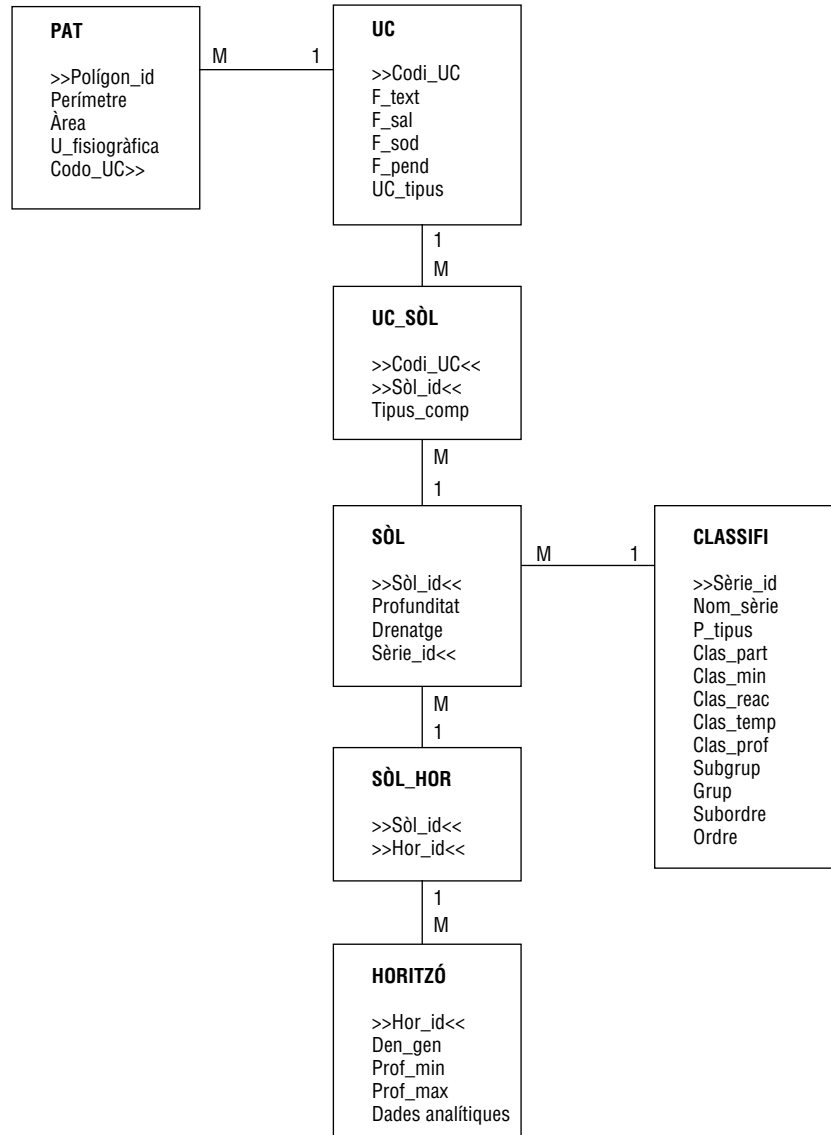 PAT
>>Polígon_id
Perímetre
Àrea
U_fisiogràfica
Codo_UC>>
M 1
UC
>>Codi_UC
F_text
F_sal
F_sod
F_pend
UC_tipus
1
M
UC_SÒL
>>Codi_UC<<
>>Sòl_id<<
Tipus_comp
M
1
SÒL
>>Sòl_id<<
Profunditat
Drenatge
Sèrie_id<<
M 1
CLASSIFI
>>Sèrie_id
Nom_sèrie
P_tipus
Clas_part
Clas_min
Clas_reac
Clas_temp
Clas_prof
Subgrup
Grup
Subordre
Ordre
M
1
SÒL_HOR
>>Sòl_id<<
>>Hor_id<<
1
M
HORITZÓ
>>Hor_id<<
Den_gen
Prof_min
Prof_max
Dades analítiques